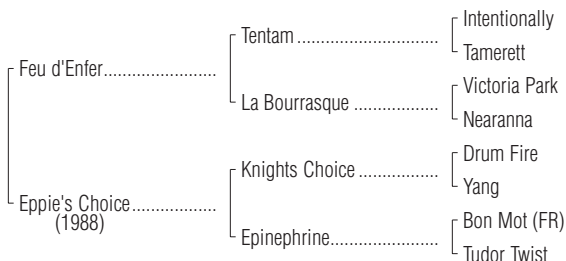 Intentionally
Tentam
Tamerett
Feu d'Enfer
Victoria Park
La Bourrasque
Nearanna
Drum Fire
Knights Choice
Yang
Eppie's Choice
(1988)
Bon Mot (FR)
Epinephrine
Tudor Twist